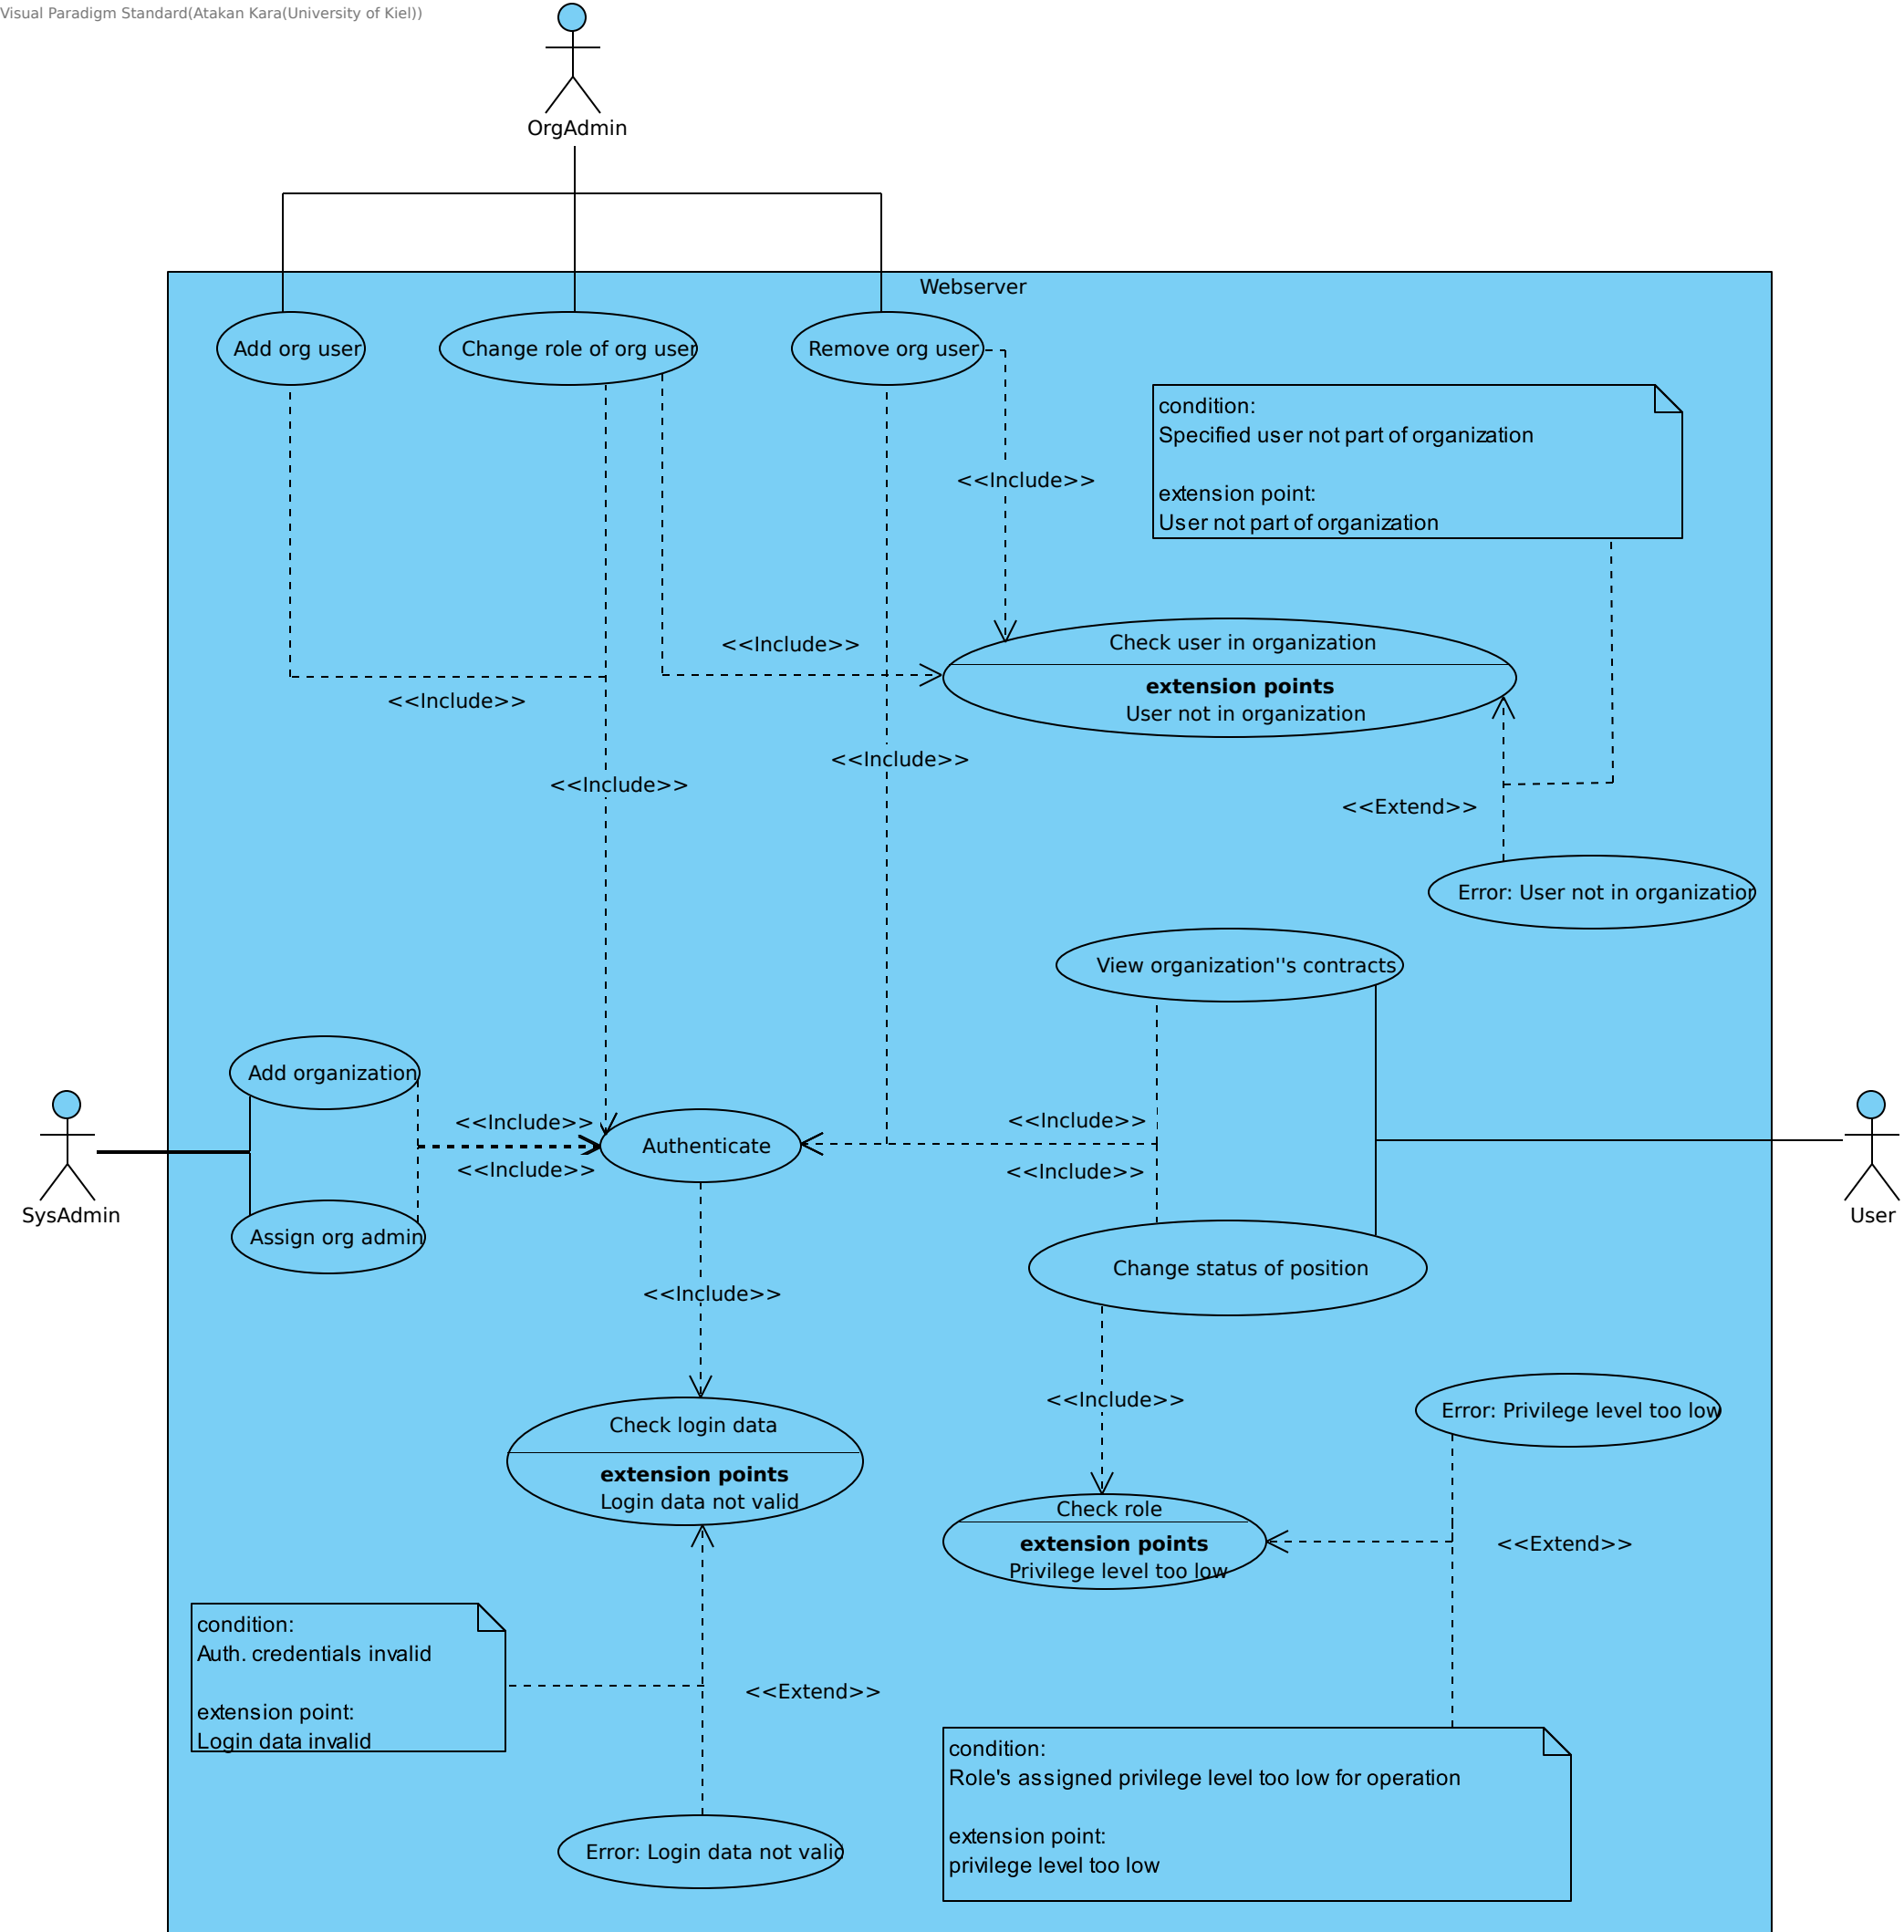 Visual Paradigm Standard(Atakan Kara(University of Kiel))
OrgAdmin
Webserver
Add org user
Change role of org user
Remove org user
condition:
Specified user not part of organization
extension point:
User not part of organization
<<Include>>
Check user in organization
extension points
User not in organization
<<Include>>
<<Include>>
<<Include>>
<<Include>>
<<Extend>>
Error: User not in organization
View organization''s contracts
Add organization
<<Include>>
<<Include>>
Authenticate
<<Include>>
<<Include>>
SysAdmin
User
Assign org admin
Change status of position
<<Include>>
<<Include>>
Check login data
extension points
Login data not valid
Error: Privilege level too low
Check role
extension points
Privilege level too low
<<Extend>>
condition:
Auth. credentials invalid
extension point:
Login data invalid
<<Extend>>
condition:
Role's assigned privilege level too low for operation
extension point:
privilege level too low
Error: Login data not valid